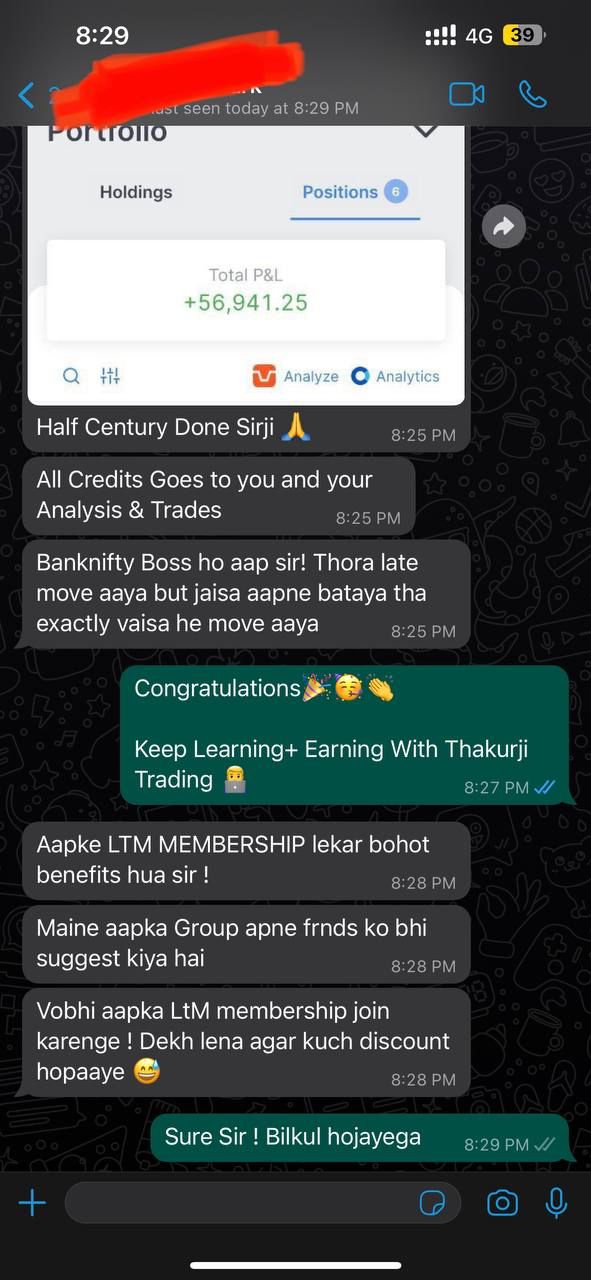 8:29
4G
39
last seen today at 8:29 PM
Portfolio
Holdings
Positions 6
Total P&L
+56,941.25
Analyze
Analytics
Half Century Done Sirji 🙏
8:25 PM
All Credits Goes to you and your
Analysis & Trades
8:25 PM
Banknifty Boss ho aap sir! Thora late
move aaya but jaisa aapne bataya tha
exactly vaisa he move aaya
8:25 PM
Congratulations🎉🥳👏
Keep Learning+ Earning With Thakurji
Trading 👨‍💻
8:27 PM
Aapke LTM MEMBERSHIP lekar bohot
benefits hua sir !
8:28 PM
Maine aapka Group apne frnds ko bhi
suggest kiya hai
8:28 PM
Vobhi aapka LtM membership join
karenge ! Dekh lena agar kuch discount
hopaaye 😅
8:28 PM
Sure Sir ! Bilkul hojayega
8:29 PM